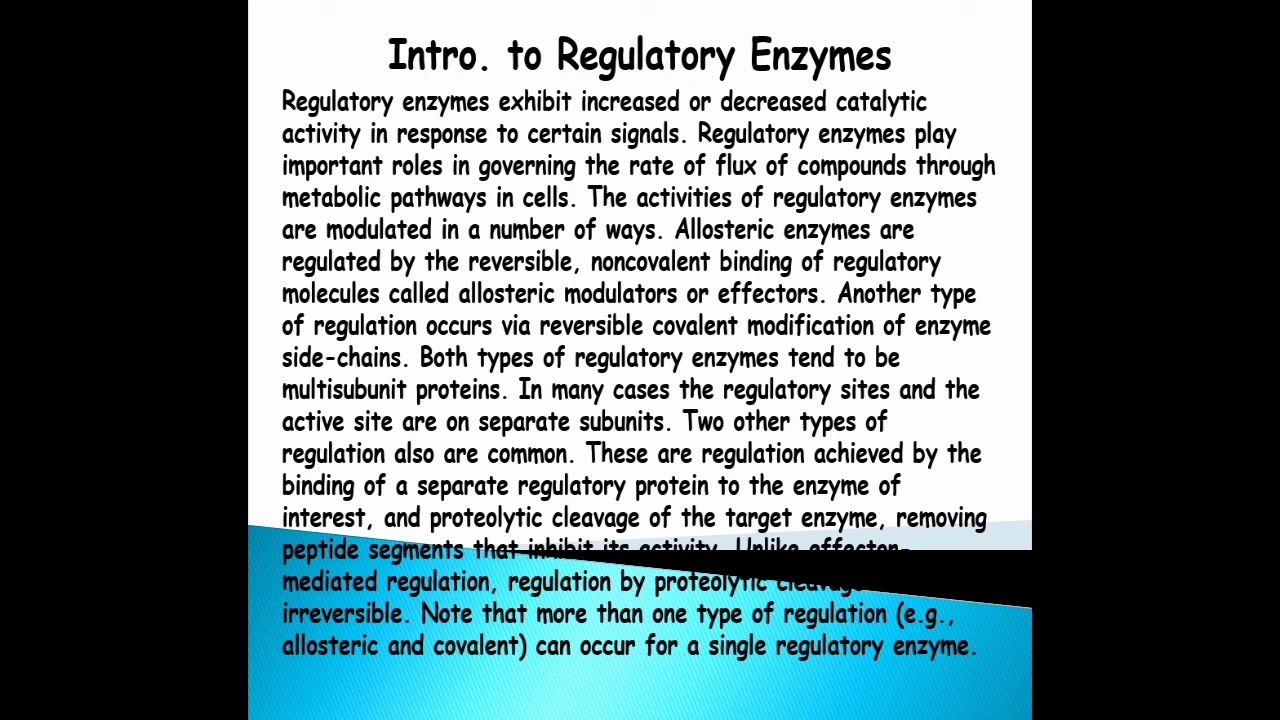 Intro. to Regulatory Enzymes
Regulatory enzymes exhibit increased or decreased catalytic
activity in response to certain signals. Regulatory enzymes play
important roles in governing the rate of flux of compounds through
metabolic pathways in cells. The activities of regulatory enzymes
are modulated in a number of ways. Allosteric enzymes are
regulated by the reversible, noncovalent binding of regulatory
molecules called allosteric modulators or effectors. Another type
of regulation occurs via reversible covalent modification of enzyme
side-chains. Both types of regulatory enzymes tend to be
multisubunit proteins. In many cases the regulatory sites and the
active site are on separate subunits. Two other types of
regulation also are common. These are regulation achieved by the
binding of a separate regulatory protein to the enzyme of
interest, and proteolytic cleavage of the target enzyme, removing
peptide segments that inhibit its activity. Unlike effector-
mediated regulation, regulation by proteolytic cleavage
irreversible. Note that more than one type of regulation (e.g.,
allosteric and covalent) can occur for a single regulatory enzyme.